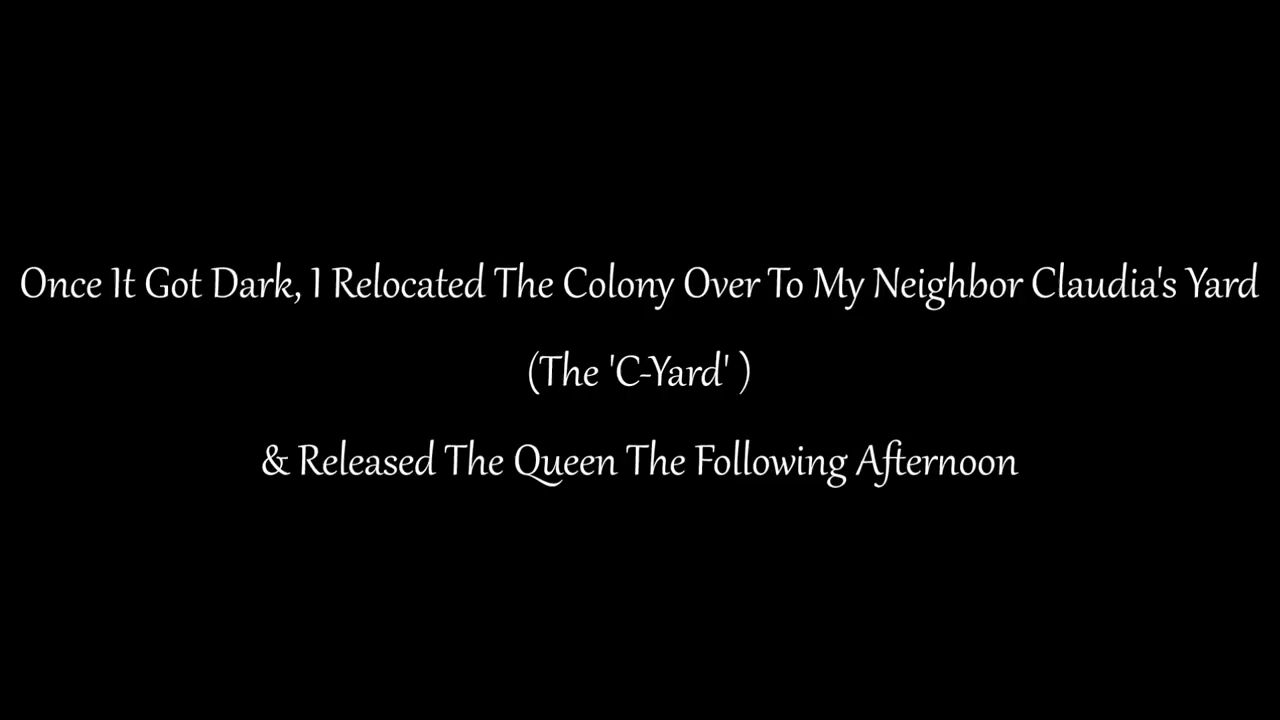 Once It Got Dark, I Relocated The Colony Over To My Neighbor Claudia's Yard
(The 'C-Yard' )
& Released The Queen The Following Afternoon